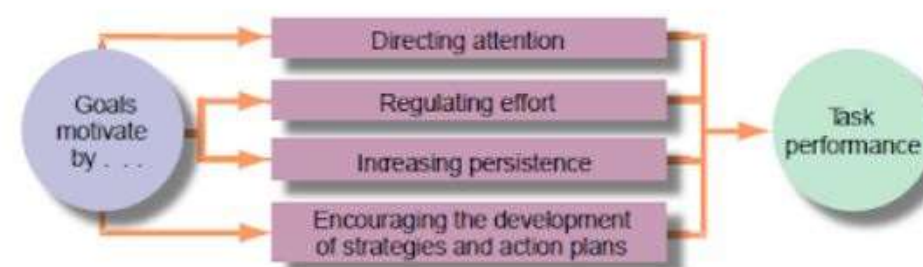 Goals
motivate
by . . .
Directing attention
Regulating effort
Increasing persistence
Encouraging the development
of strategies and action plans
Task
performance